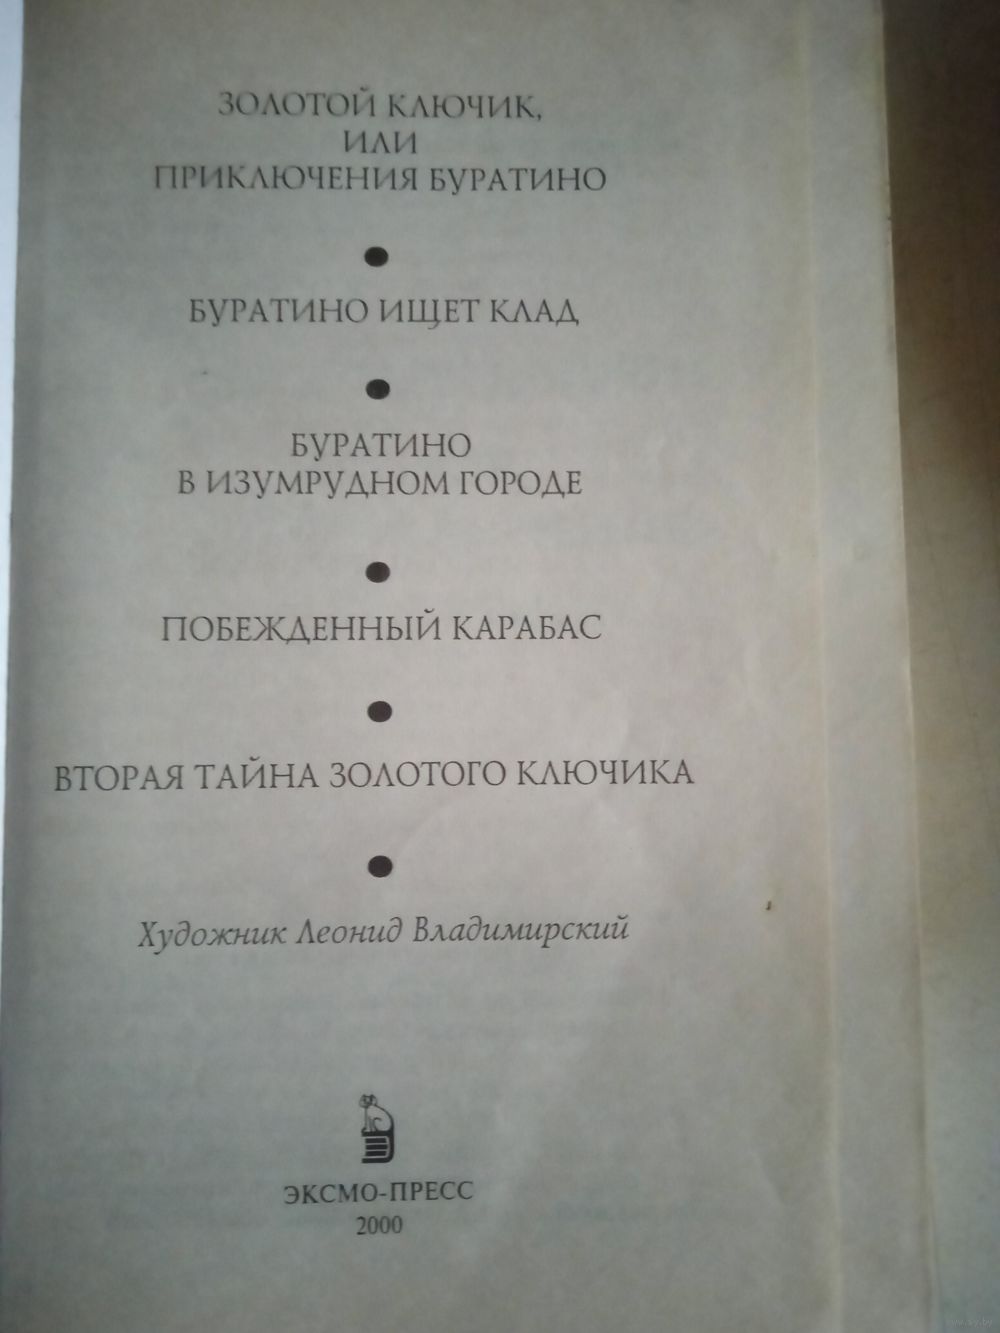 ЗОЛОТОЙ КЛЮЧИК,
ИЛИ
ПРИКЛЮЧЕНИЯ БУРАТИНО
БУРАТИНО ИЩЕТ КЛАД
БУРАТИНО
В ИЗУМРУДНОМ ГОРОДЕ
ПОБЕЖДЕННЫЙ КАРАБАС
ВТОРАЯ ТАЙНА ЗОЛОТОГО КЛЮЧИКА
Художник Леонид Владимирский
ЭКСМО-ПРЕСС
2000